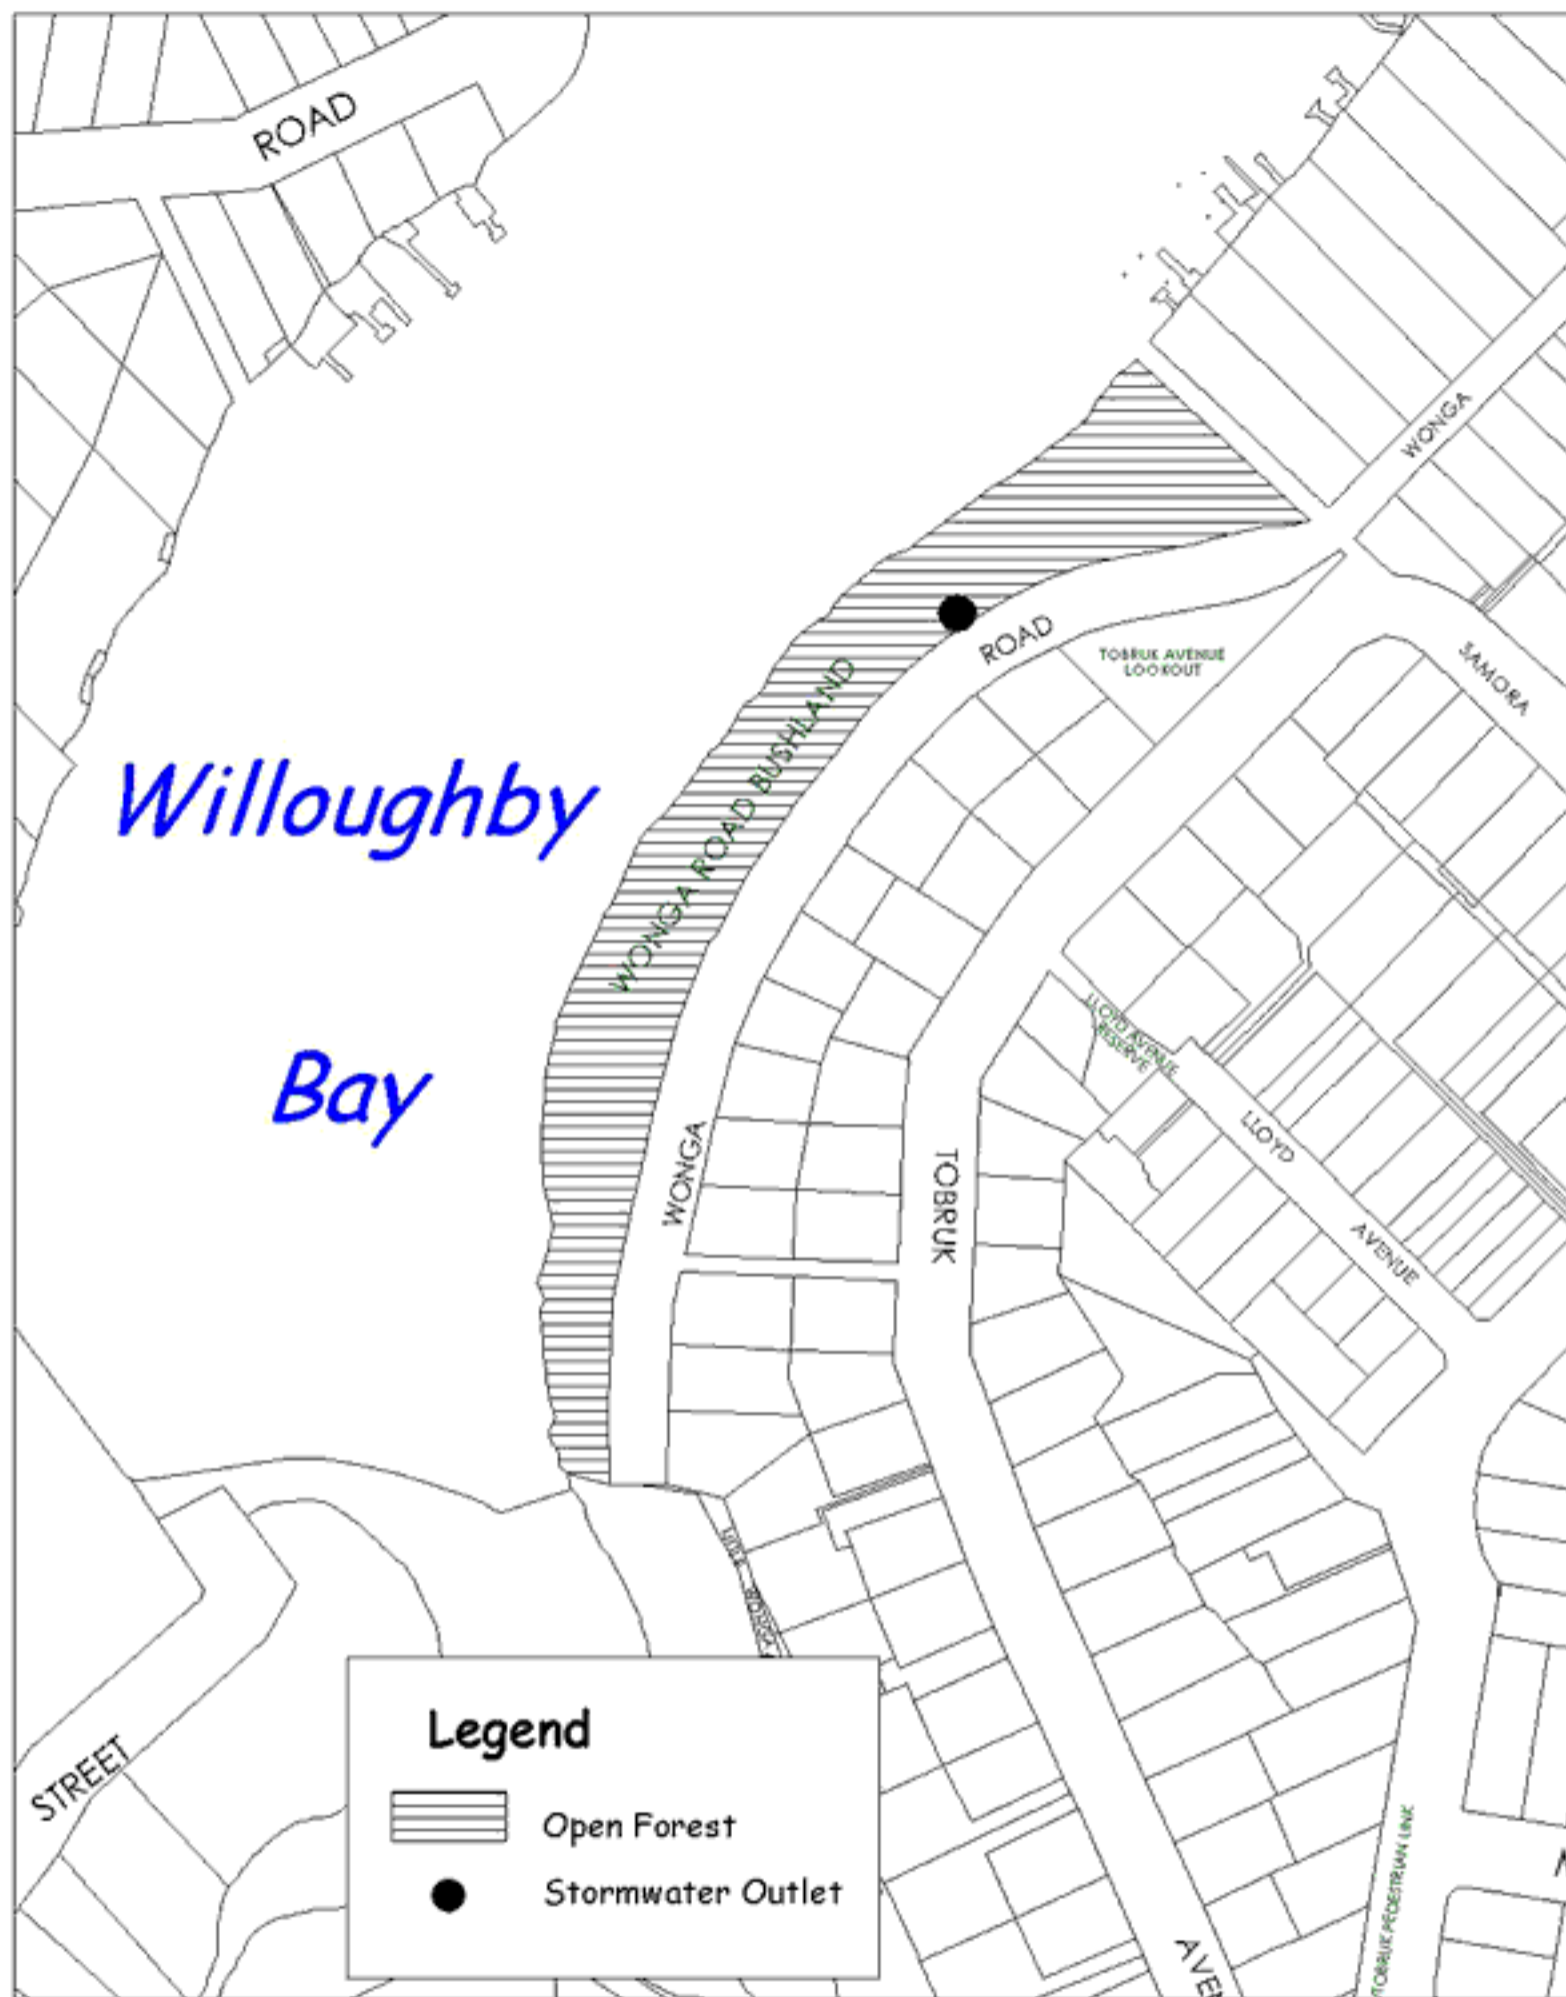 ROAD
WONGA
ROAD
TOBRUK AVENUE
LOOKOUT
SAMORA
WONGA ROAD BUSHLAND
Willoughby
Bay
LLOYD AVENUE
RESERVE
LLOYD
AVENUE
WONGA
TOBRUK
STREET
Legend
Open Forest
Stormwater Outlet
TOBRUK PEDESTRIAN LINK
AVEN